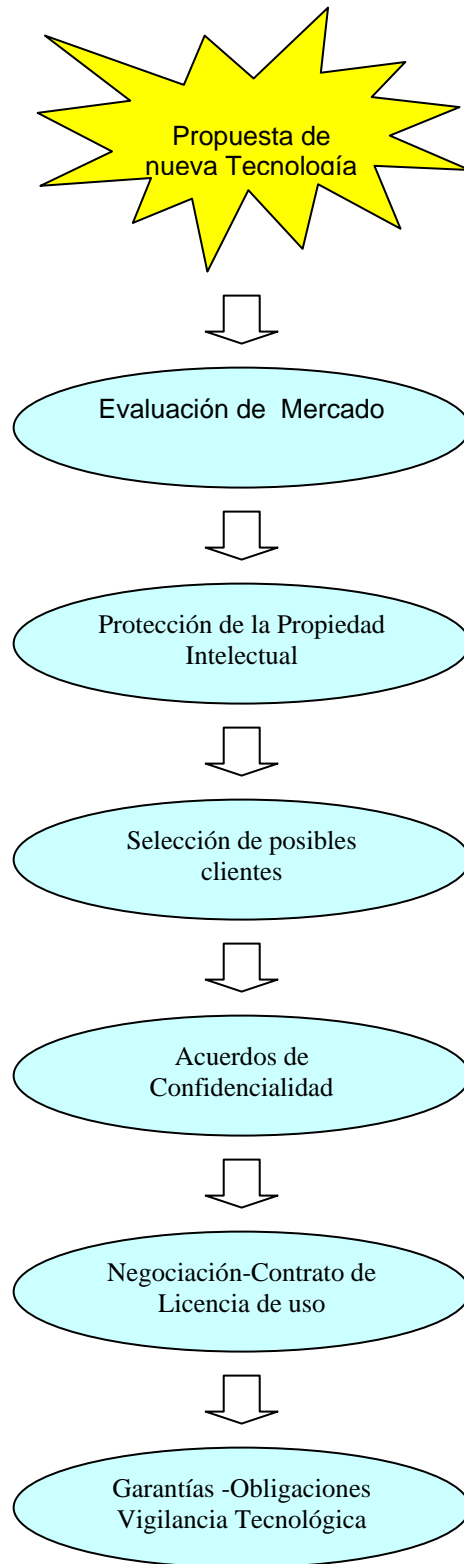 Propuesta de
nueva Tecnología
Evaluación de Mercado
Protección de la Propiedad
Intelectual
Selección de posibles
clientes
Acuerdos de
Confidencialidad
Negociación-Contrato de
Licencia de uso
Garantías -Obligaciones
Vigilancia Tecnológica